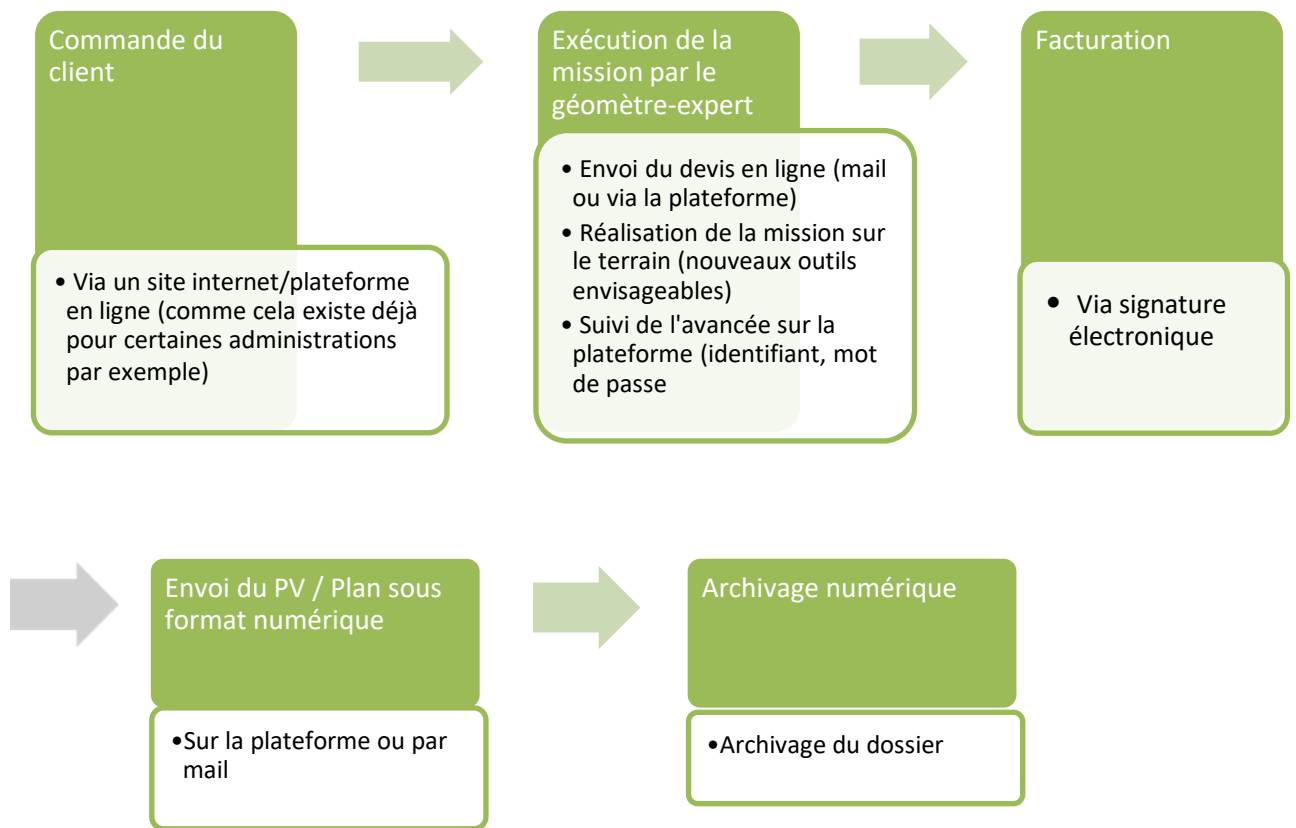 Commande du
client
• Via un site internet/plateforme
en ligne (comme cela existe déjà
pour certaines administrations
par exemple)
Exécution de la
mission par le
géomètre-expert
• Envoi du devis en ligne (mail
ou via la plateforme)
• Réalisation de la mission sur
le terrain (nouveaux outils
envisageables)
• Suivi de l'avancée sur la
plateforme (identifiant, mot
de passe
Facturation
• Via signature
électronique
Envoi du PV / Plan sous
format numérique
•Sur la plateforme ou par
mail
Archivage numérique
•Archivage du dossier